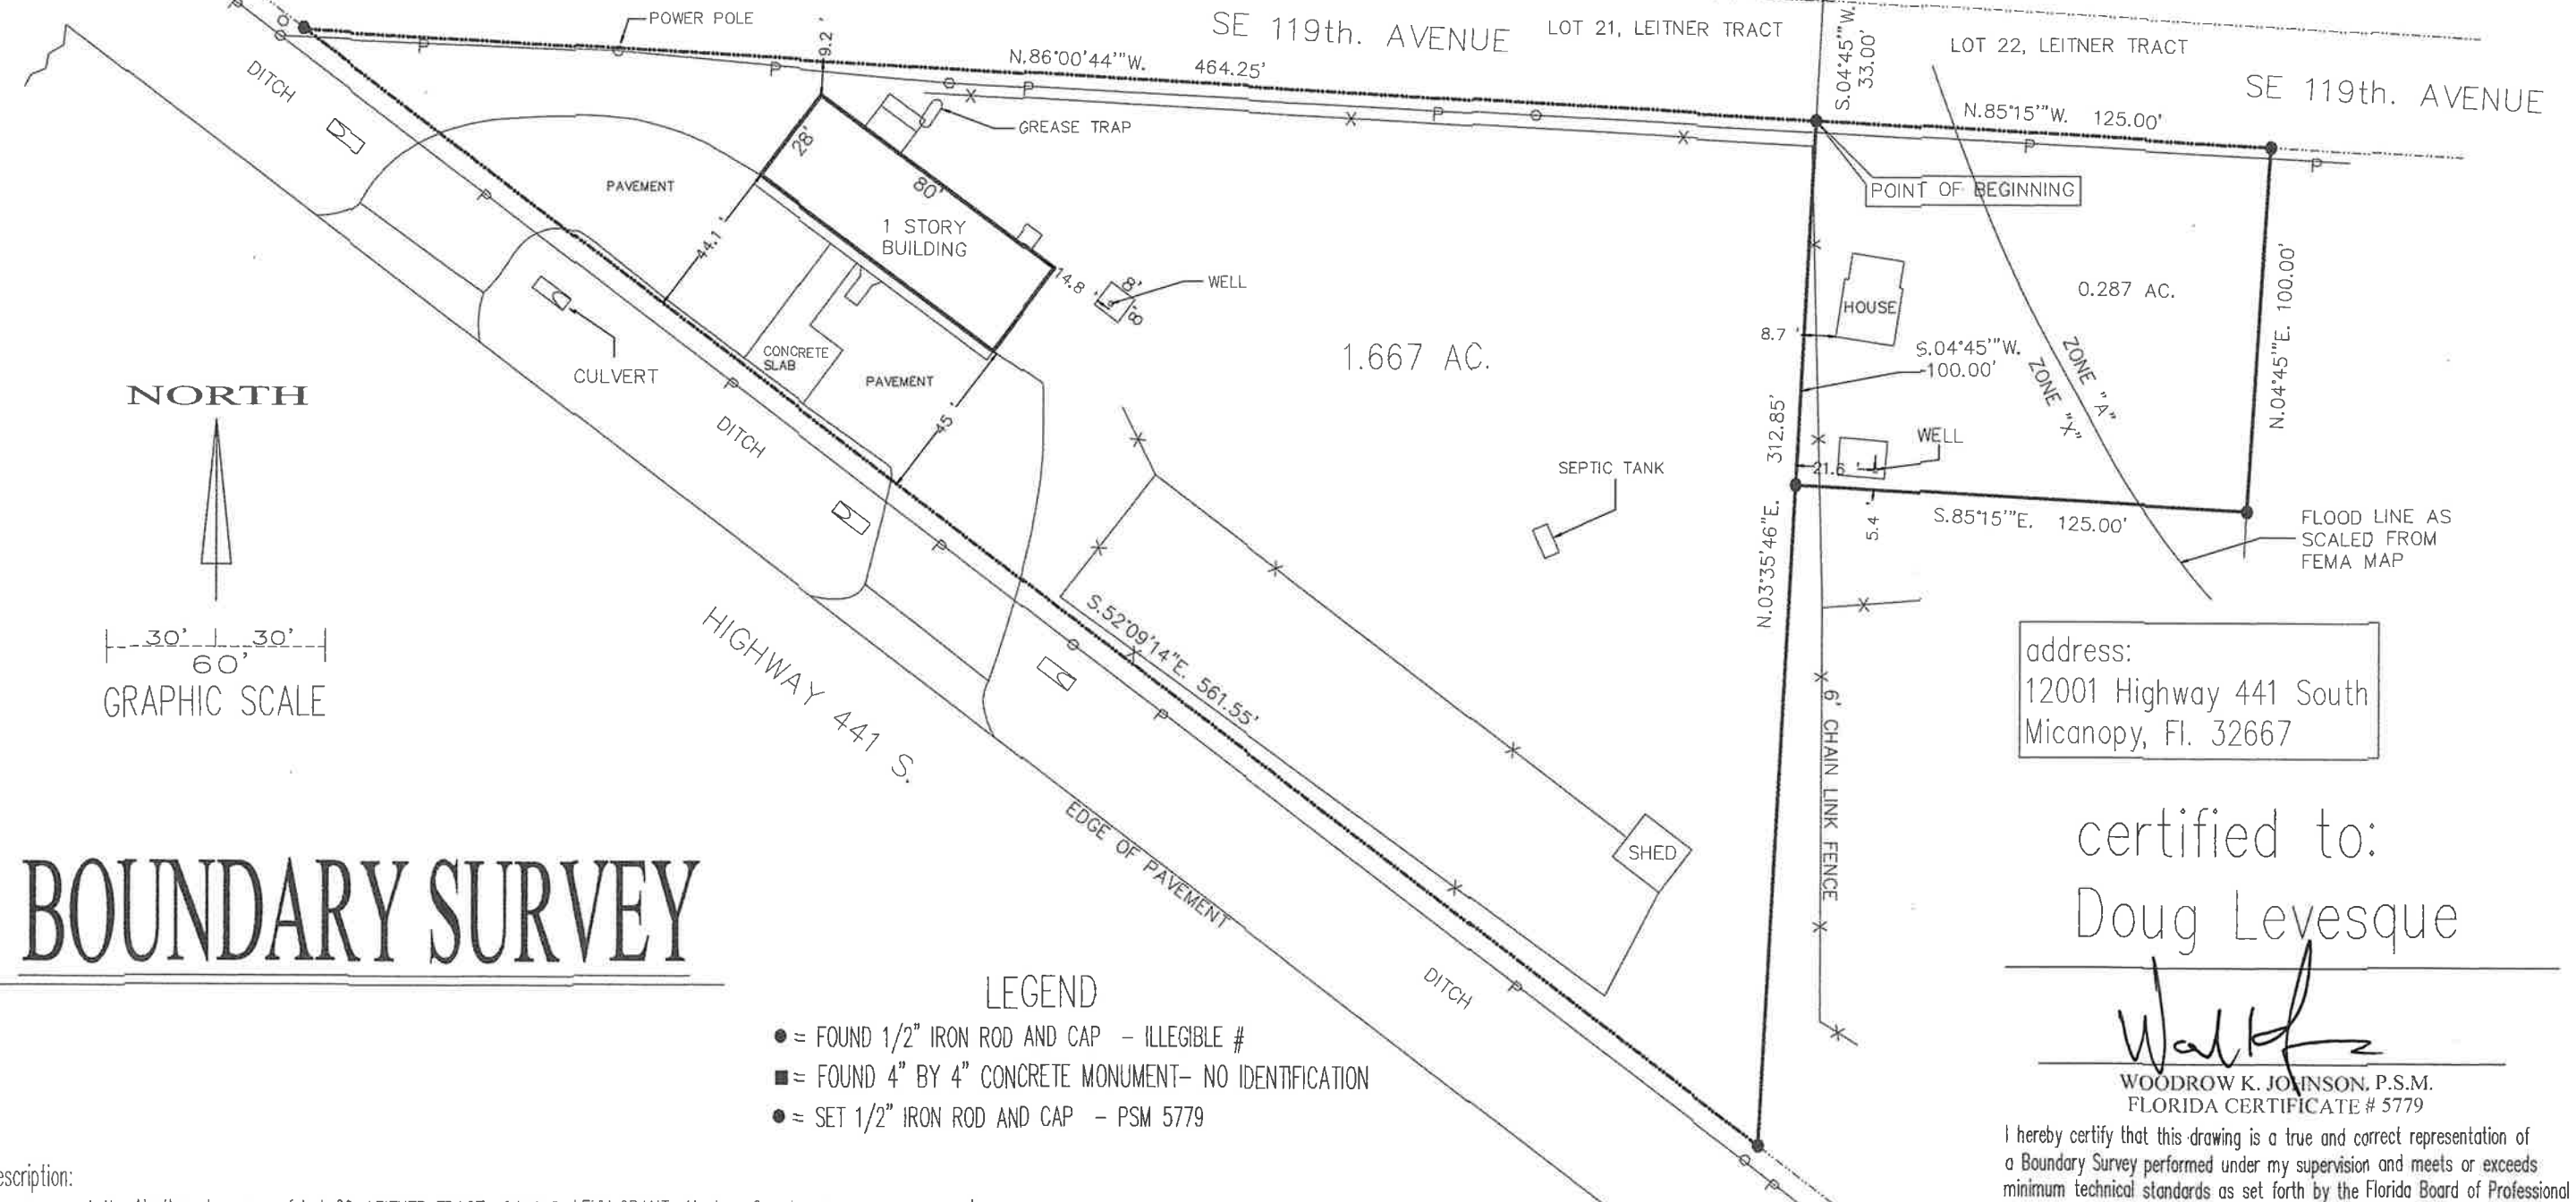 POWER POLE
SE 119th. AVENUE
LOT 21, LEITNER TRACT
S.04°45'"W.
33.00'
LOT 22, LEITNER TRACT
SE 119th. AVENUE
N.86°00'44'"W. 464.25'
N.85°15'"W. 125.00'
9.2 '
DITCH
GREASE TRAP
28'
80'
PAVEMENT
1 STORY
BUILDING
POINT OF BEGINNING
44.1 '
14.8 '
8'
8'
WELL
0.287 AC.
N.04°45'"E. 100.00'
HOUSE
8.7 '
S.04°45'"W.
100.00'
ZONE "A"
ZONE "X"
1.667 AC.
CONCRETE
SLAB
PAVEMENT
CULVERT
45 '
DITCH
312.85'
N.03°35'46"E.
WELL
21.6 '
5.4 '
S.85°15'"E. 125.00'
SEPTIC TANK
FLOOD LINE AS
SCALED FROM
FEMA MAP
NORTH
30' 30'
60'
GRAPHIC SCALE
HIGHWAY 441 S.
S.52°09'14"E. 561.55'
6' CHAIN LINK FENCE
address:
12001 Highway 441 South
Micanopy, Fl. 32667
EDGE OF PAVEMENT
SHED
DITCH
BOUNDARY SURVEY
certified to:
Doug Levesque
LEGEND
● = FOUND 1/2" IRON ROD AND CAP - ILLEGIBLE #
■ = FOUND 4" BY 4" CONCRETE MONUMENT- NO IDENTIFICATION
● = SET 1/2" IRON ROD AND CAP - PSM 5779
WOODROW K. JOHNSON, P.S.M.
FLORIDA CERTIFICATE # 5779
I hereby certify that this drawing is a true and correct representation of
a Boundary Survey performed under my supervision and meets or exceeds
minimum technical standards as set forth by the Florida Board of Professional
escription: